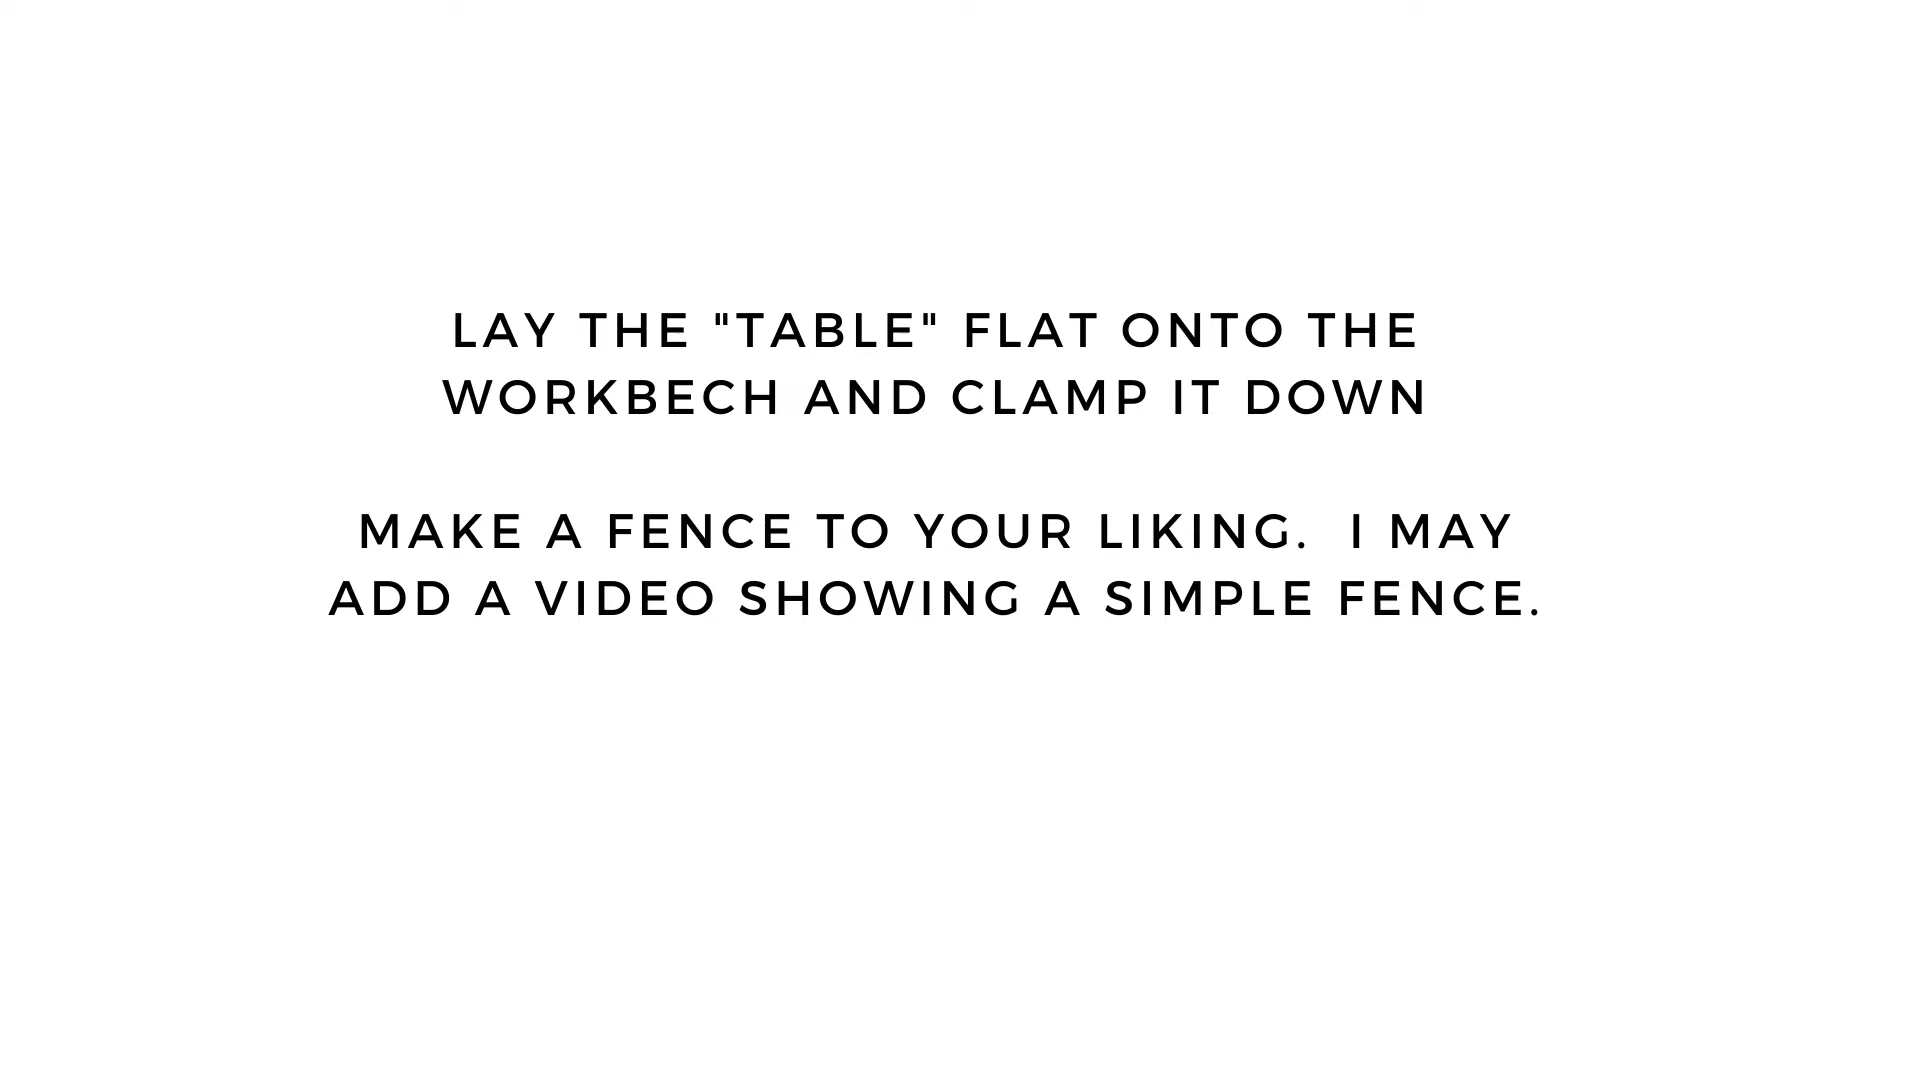 LAY THE "TABLE" FLAT ONTO THE
WORKBECH AND CLAMP IT DOWN
MAKE A FENCE TO YOUR LIKING.  I MAY
ADD A VIDEO SHOWING A SIMPLE FENCE.